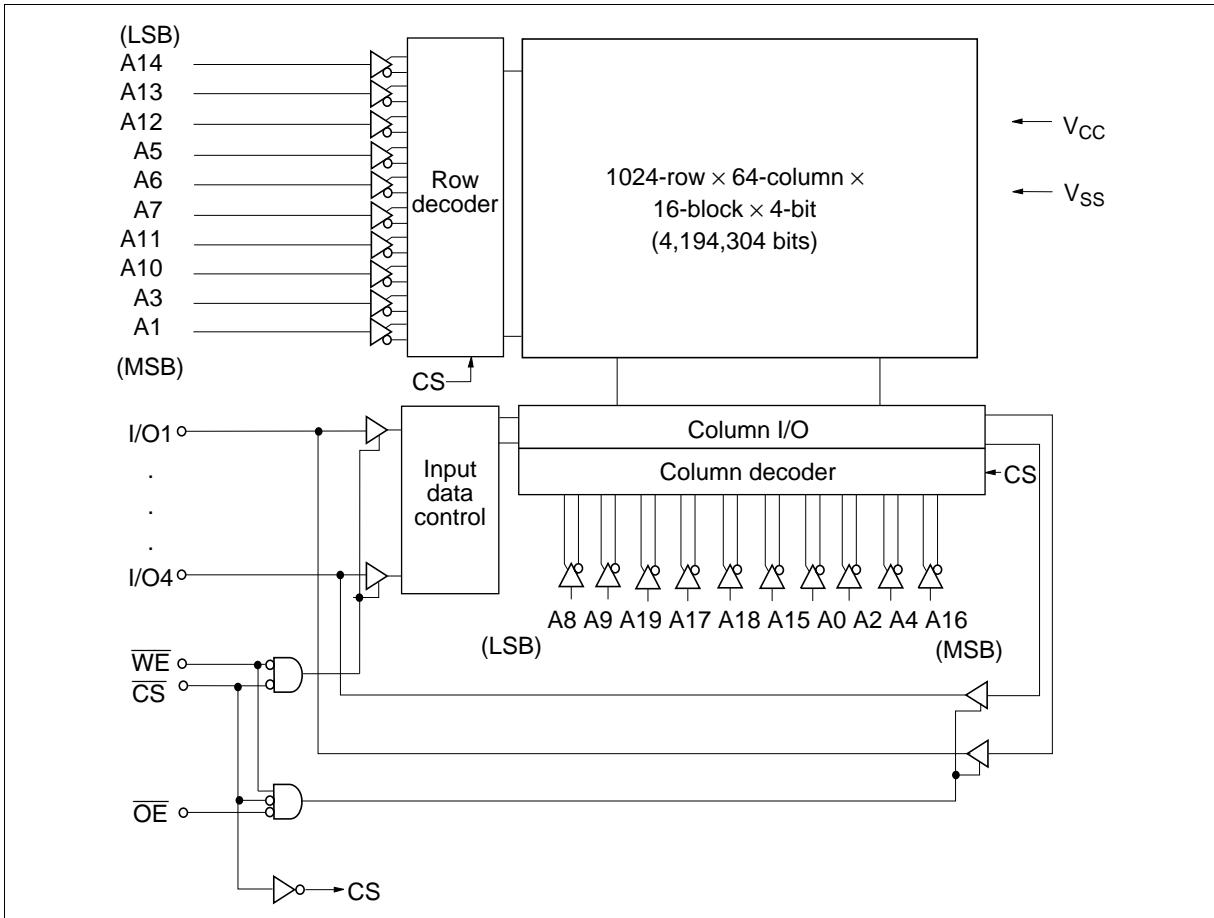 (LSB)
A14
A13
A12
A5
A6
A7
A11
A10
A3
A1
(MSB)
Row
decoder
CS
1024-row × 64-column ×
16-block × 4-bit
(4,194,304 bits)
VCC
VSS
I/O1
.
.
.
I/O4
Input
data
control
Column I/O
Column decoder
CS
A8 A9 A19 A17 A18 A15 A0 A2 A4 A16
(LSB)
(MSB)
WE
CS
OE
CS